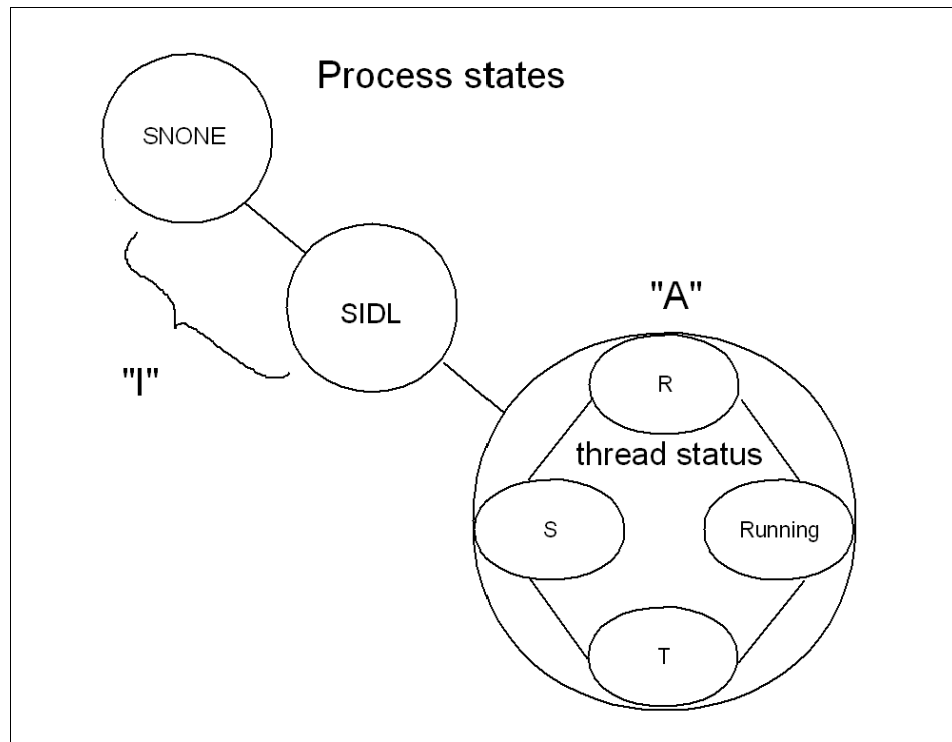 Process states
SNONE
SIDL
"I"
"A"
R
thread status
S
Running
T